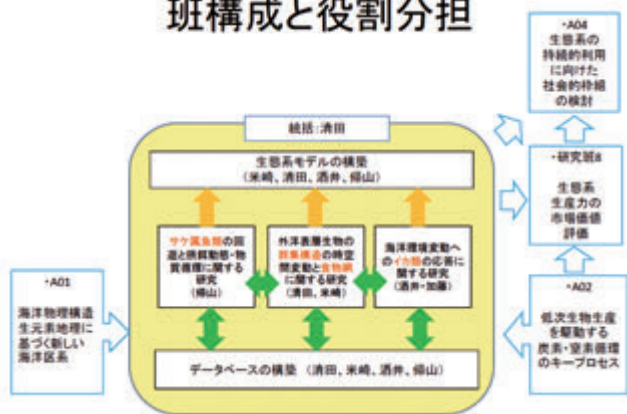 班構成と役割分担
・A04
生態系の
持続的利用
に向けた
社会的枠組
の検討
統括:清田
生態系モデルの構築
(米崎、清田、酒井、帰山)
・研究班8
生態系
生産力の
市場価値
評価
サケ属魚類の回
遊と摂餌動態・物
質循環に関する
研究
(帰山)
外洋表層生物の
群集構造の時空
間変動と食物網
に関する研究
(清田、米崎)
海洋環境変動へ
のイカ類の応答に
関する研究
(酒井・加藤)
・A01
海洋物理構造
生元素地理に
基づく新しい
海洋区系
・A02
低次生物生産
を駆動する
炭素・窒素循環
のキープロセス
データベースの構築 (清田、米崎、酒井、帰山)